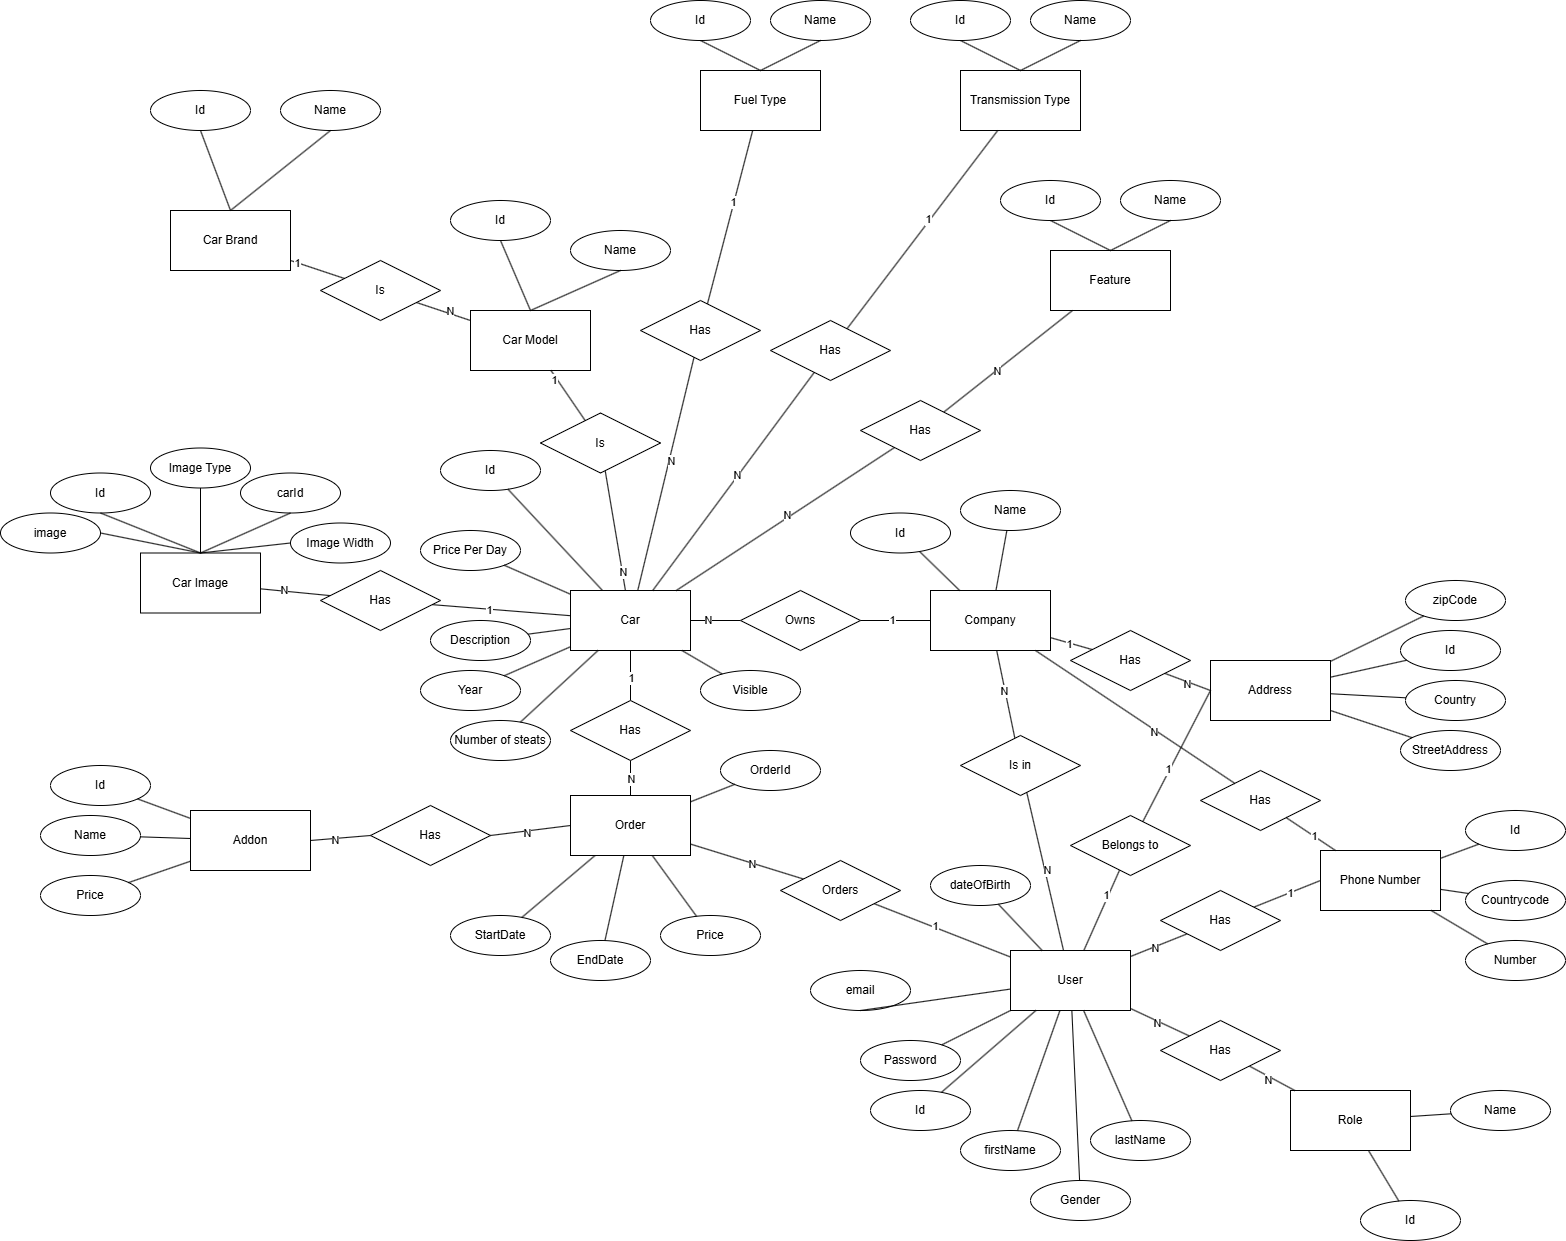 Id
Name
Id
Name
Fuel Type
Transmission Type
Id
Name
Id
Name
Id
Name
1
Car Brand
1
Name
1
Feature
Is
N
Has
Car Model
Has
N
1
Has
Is
N
Image Type
Id
N
Id
carId
Name
N
image
Id
Image Width
Price Per Day
N
Car Image
N
zipCode
Has
1
Car
N
Owns
1
Company
Description
1
Id
Has
1
N
Year
Visible
N
Address
Country
Number of steats
Has
N
StreetAddress
Is in
1
OrderId
N
Id
Has
1
Order
Name
Has
N
N
1
Id
Addon
Belongs to
N
N
Phone Number
Orders
dateOfBirth
1
1
Price
Countrycode
StartDate
Price
1
Has
N
EndDate
Number
User
email
N
Has
Password
N
Id
Name
Role
firstName
lastName
Gender
Id